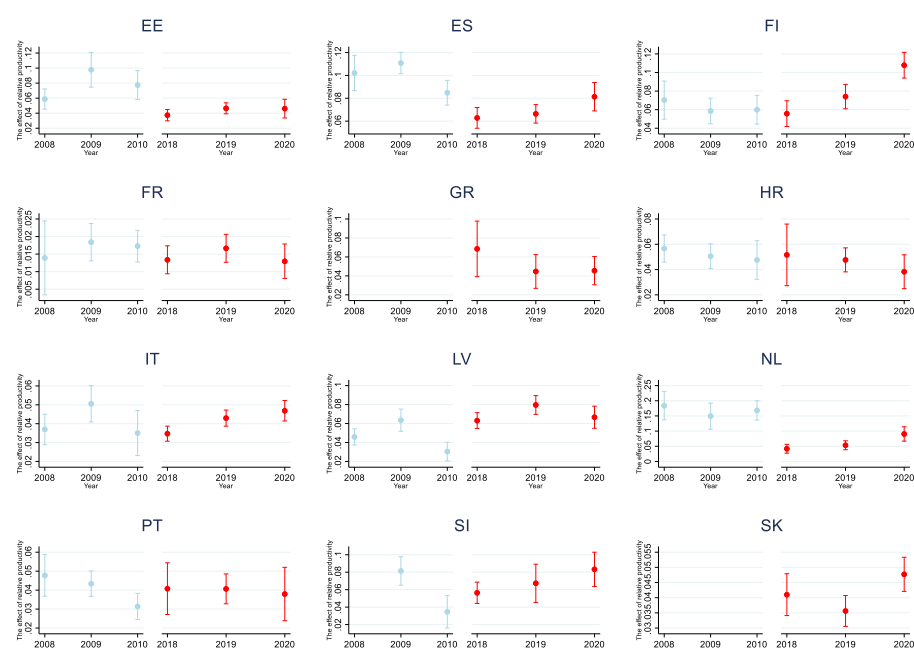 EE ES FI
The effect of relative productivity
.02 .04 .06 .08 .1 .12
2008 2009 2010 2018 2019 2020
Year
The effect of relative productivity
.06 .08 .1 .12
2008 2009 2010 2018 2019 2020
Year
The effect of relative productivity
.04 .06 .08 .1 .12
2008 2009 2010 2018 2019 2020
Year
FR GR HR
The effect of relative productivity
.005 .01 .015 .02 .025
2008 2009 2010 2018 2019 2020
Year
The effect of relative productivity
.02 .04 .06 .08 .1
2008 2009 2010 2018 2019 2020
Year
The effect of relative productivity
.02 .04 .06 .08
2008 2009 2010 2018 2019 2020
Year
IT LV NL
The effect of relative productivity
.02 .03 .04 .05 .06
2008 2009 2010 2018 2019 2020
Year
The effect of relative productivity
.02 .04 .06 .08 .1
2008 2009 2010 2018 2019 2020
Year
The effect of relative productivity
0 .05 .1 .15 .2 .25
2008 2009 2010 2018 2019 2020
Year
PT SI SK
The effect of relative productivity
.02 .03 .04 .05 .06
2008 2009 2010 2018 2019 2020
The effect of relative productivity
.02 .04 .06 .08 .1
2008 2009 2010 2018 2019 2020
The effect of relative productivity
.03 .035 .04 .045 .05 .055
2008 2009 2010 2018 2019 2020